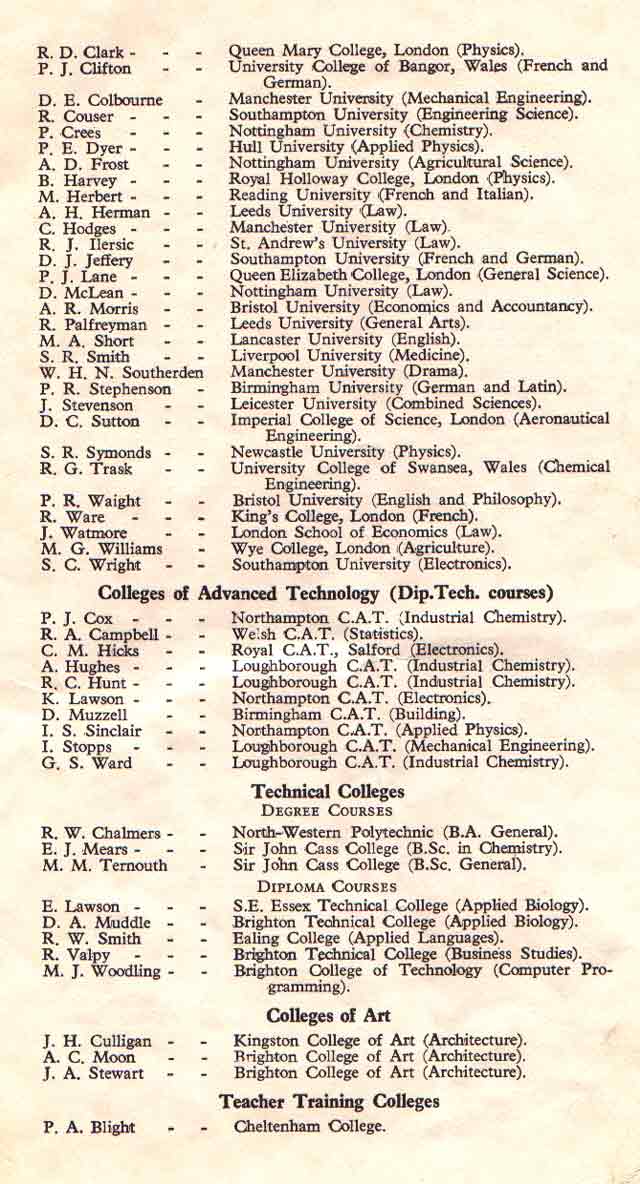 R. D. Clark - - - Queen Mary College, London (Physics).
P. J. Clifton - - University College of Bangor, Wales (French and
German).
D. E. Colbourne - Manchester University (Mechanical Engineering).
R. Couser - - - Southampton University (Engineering Science).
P. Crees - - - Nottingham University (Chemistry).
P. E. Dyer - - - Hull University (Applied Physics).
A. D. Frost - - Nottingham University (Agricultural Science).
B. Harvey - - - Royal Holloway College, London (Physics).
M. Herbert - - - Reading University (French and Italian).
A. H. Herman - - Leeds University (Law).
C. Hodges - - - Manchester University (Law).
R. J. Ilersic - - St. Andrew's University (Law).
D. J. Jeffery - - Southampton University (French and German).
P. J. Lane - - - Queen Elizabeth College, London (General Science).
D. McLean - - - Nottingham University (Law).
A. R. Morris - - Bristol University (Economics and Accountancy).
R. Palfreyman - - Leeds University (General Arts).
M. A. Short - - Lancaster University (English).
S. R. Smith - - Liverpool University (Medicine).
W. H. N. Southerden Manchester University (Drama).
P. R. Stephenson - Birmingham University (German and Latin).
J. Stevenson - - Leicester University (Combined Sciences).
D. C. Sutton - - Imperial College of Science, London (Aeronautical
Engineering).
S. R. Symonds - - Newcastle University (Physics).
R. G. Trask - - University College of Swansea, Wales (Chemical
Engineering).
P. R. Waight - - Bristol University (English and Philosophy).
R. Ware - - - King's College, London (French).
J. Watmore - - London School of Economics (Law).
M. G. Williams - Wye College, London (Agriculture).
S. C. Wright - - Southampton University (Electronics).
Colleges of Advanced Technology (Dip.Tech. courses)
P. J. Cox - - - Northampton C.A.T. (Industrial Chemistry).
R. A. Campbell - - Welsh C.A.T. (Statistics).
C. M. Hicks - - Royal C.A.T., Salford (Electronics).
A. Hughes - - - Loughborough C.A.T. (Industrial Chemistry).
R. C. Hunt - - - Loughborough C.A.T. (Industrial Chemistry).
K. Lawson - - - Northampton C.A.T. (Electronics).
D. Muzzell - - Birmingham C.A.T. (Building).
I. S. Sinclair - - Northampton C.A.T. (Applied Physics).
I. Stopps - - - Loughborough C.A.T. (Mechanical Engineering).
G. S. Ward - - Loughborough C.A.T. (Industrial Chemistry).
Technical Colleges
DEGREE COURSES
R. W. Chalmers - - North-Western Polytechnic (B.A. General).
E. J. Mears - - - Sir John Cass College (B.Sc. in Chemistry).
M. M. Ternouth - Sir John Cass College (B.Sc. General).
DIPLOMA COURSES
E. Lawson - - - S.E. Essex Technical College (Applied Biology).
D. A. Muddle - - Brighton Technical College (Applied Biology).
R. W. Smith - - Ealing College (Applied Languages).
R. Valpy - - - Brighton Technical College (Business Studies).
M. J. Woodling - - Brighton College of Technology (Computer Pro-
gramming).
Colleges of Art
J. H. Culligan - - Kingston College of Art (Architecture).
A. C. Moon - - Brighton College of Art (Architecture).
J. A. Stewart - - Brighton College of Art (Architecture).
Teacher Training Colleges
P. A. Blight - - Cheltenham College.